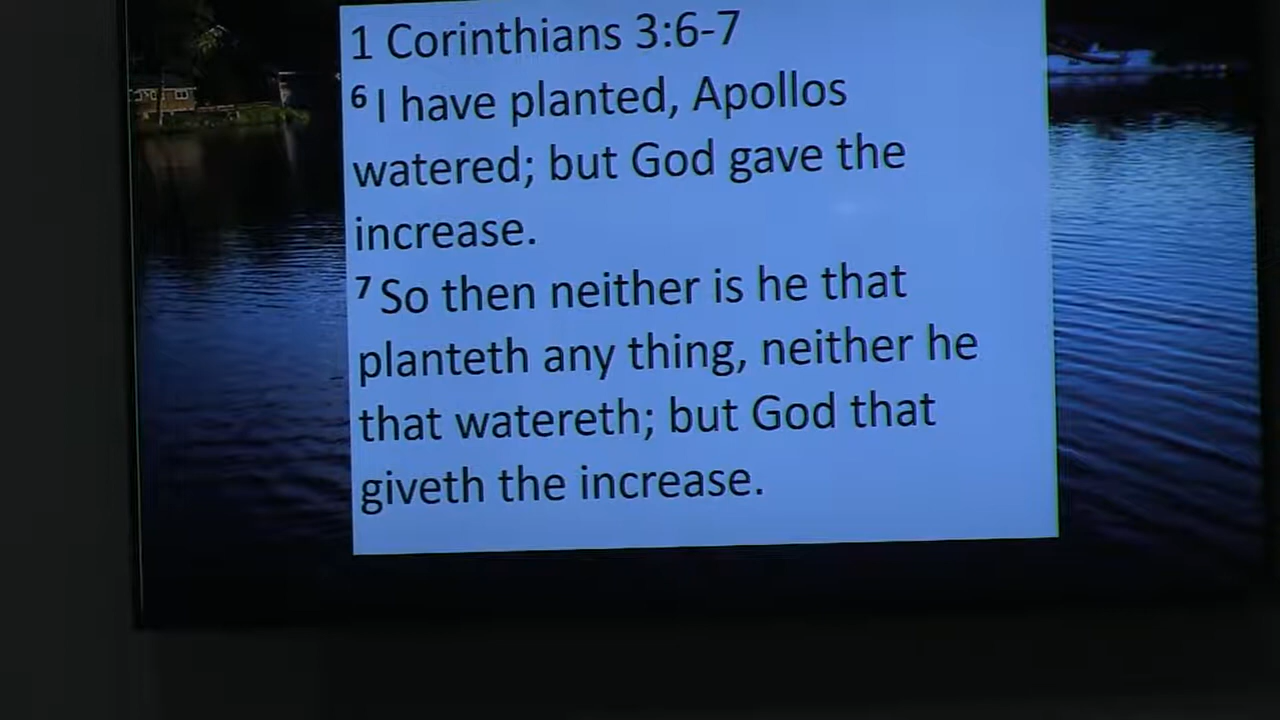 1 Corinthians 3:6-7
6 I have planted, Apollos
watered; but God gave the
increase.
7 So then neither is he that
planteth any thing, neither he
that watereth; but God that
giveth the increase.